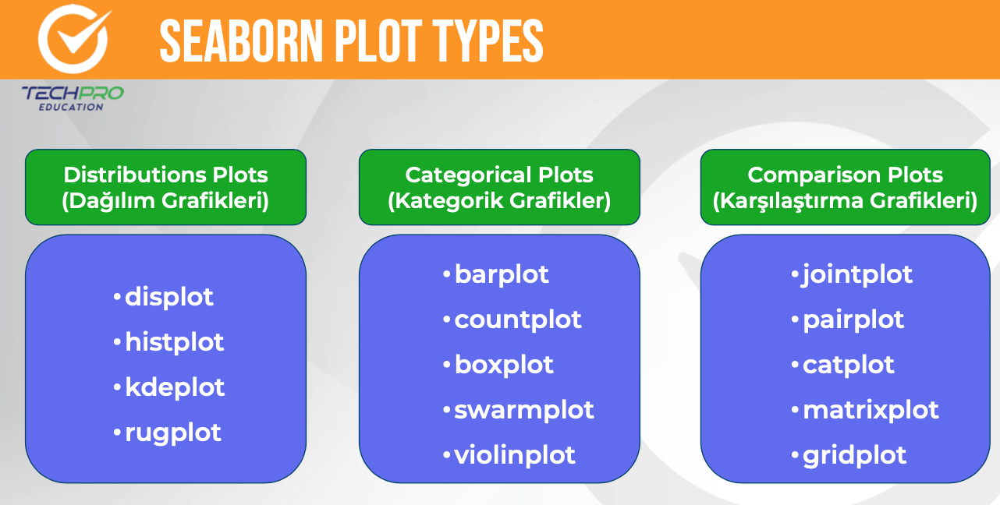 SEABORN PLOT TYPES
TECHPRO
EDUCATION
Distributions Plots
(Dağılım Grafikleri)
•displot
•histplot
•kdeplot
•rugplot
Categorical Plots
(Kategorik Grafikler)
•barplot
•countplot
•boxplot
•swarmplot
•violinplot
Comparison Plots
(Karşılaştırma Grafikleri)
•jointplot
•pairplot
•catplot
•matrixplot
•gridplot